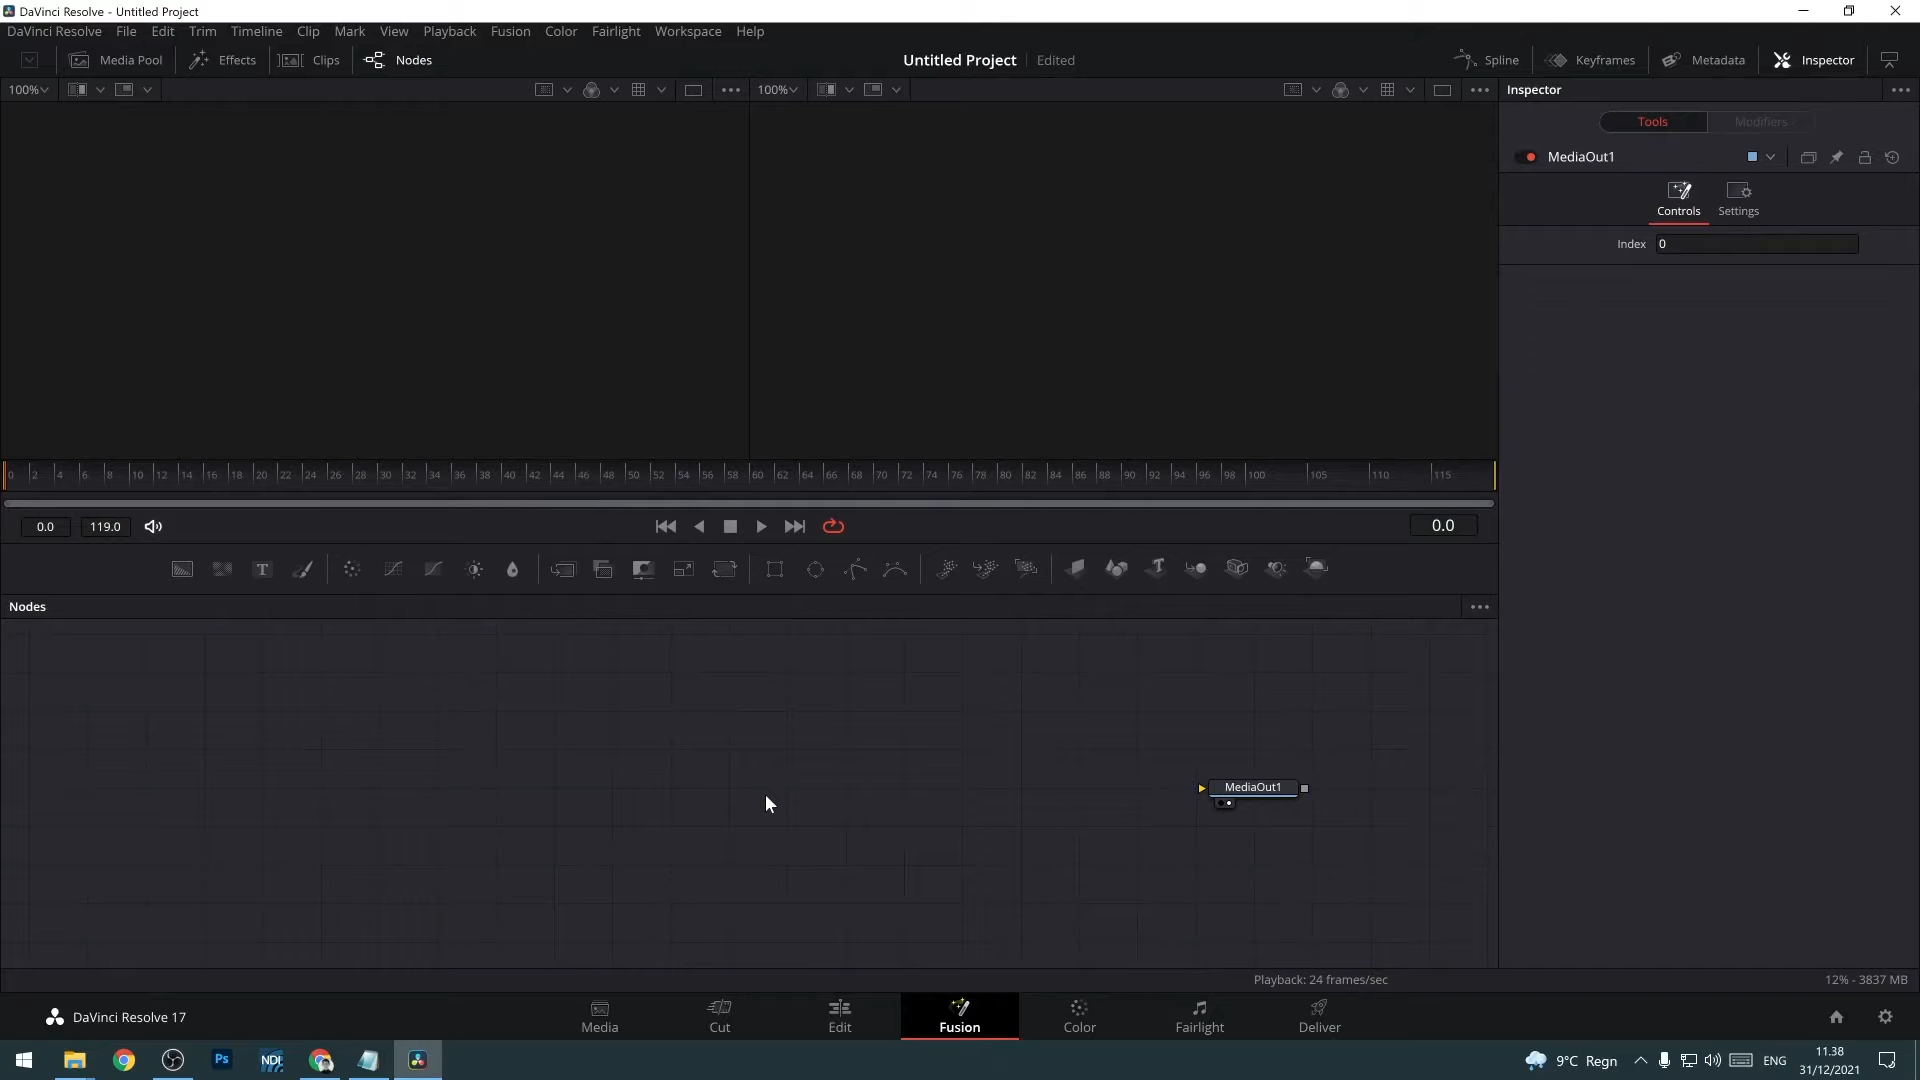 DaVinci Resolve - Untitled Project
DaVinci Resolve File Edit Trim Timeline Clip Mark View Playback Fusion Color Fairlight Workspace Help
Media Pool Effects Clips Nodes Untitled Project Edited Spline Keyframes Metadata Inspector
100% 100% Inspector
Tools Modifiers
MediaOut1
Controls Settings
Index 0
0 2 4 6 8 10 12 14 16 18 20 22 24 26 28 30 32 34 36 38 40 42 44 46 48 50 52 54 56 58 60 62 64 66 68 70 72 74 76 78 80 82 84 86 88 90 92 94 96 98 100 105 110 115
0.0 119.0 0.0
T T
Nodes
MediaOut1
Playback: 24 frames/sec 12% - 3837 MB
DaVinci Resolve 17 Media Cut Edit Fusion Color Fairlight Deliver
Ps NDI 9°C Regn ENG 11.38
31/12/2021